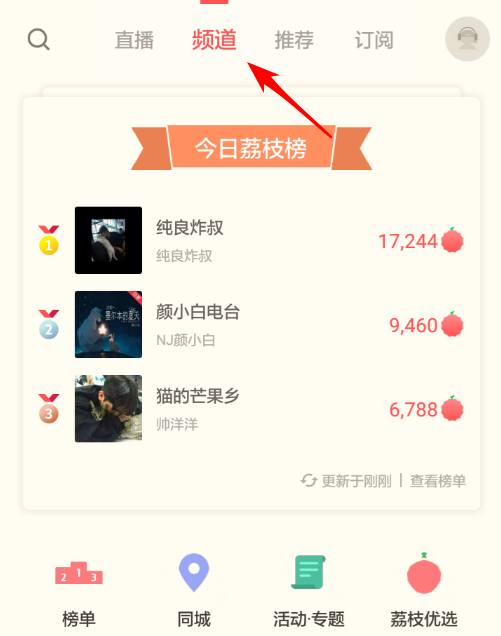 直播 频道 推荐 订阅
今日荔枝榜
1
纯良炸叔
纯良炸叔
17,244
2
颜小白电台
NJ颜小白
9,460
3
猫的芒果乡
帅洋洋
6,788
更新于刚刚 | 查看榜单
2 1 3
榜单 同城 活动·专题 荔枝优选